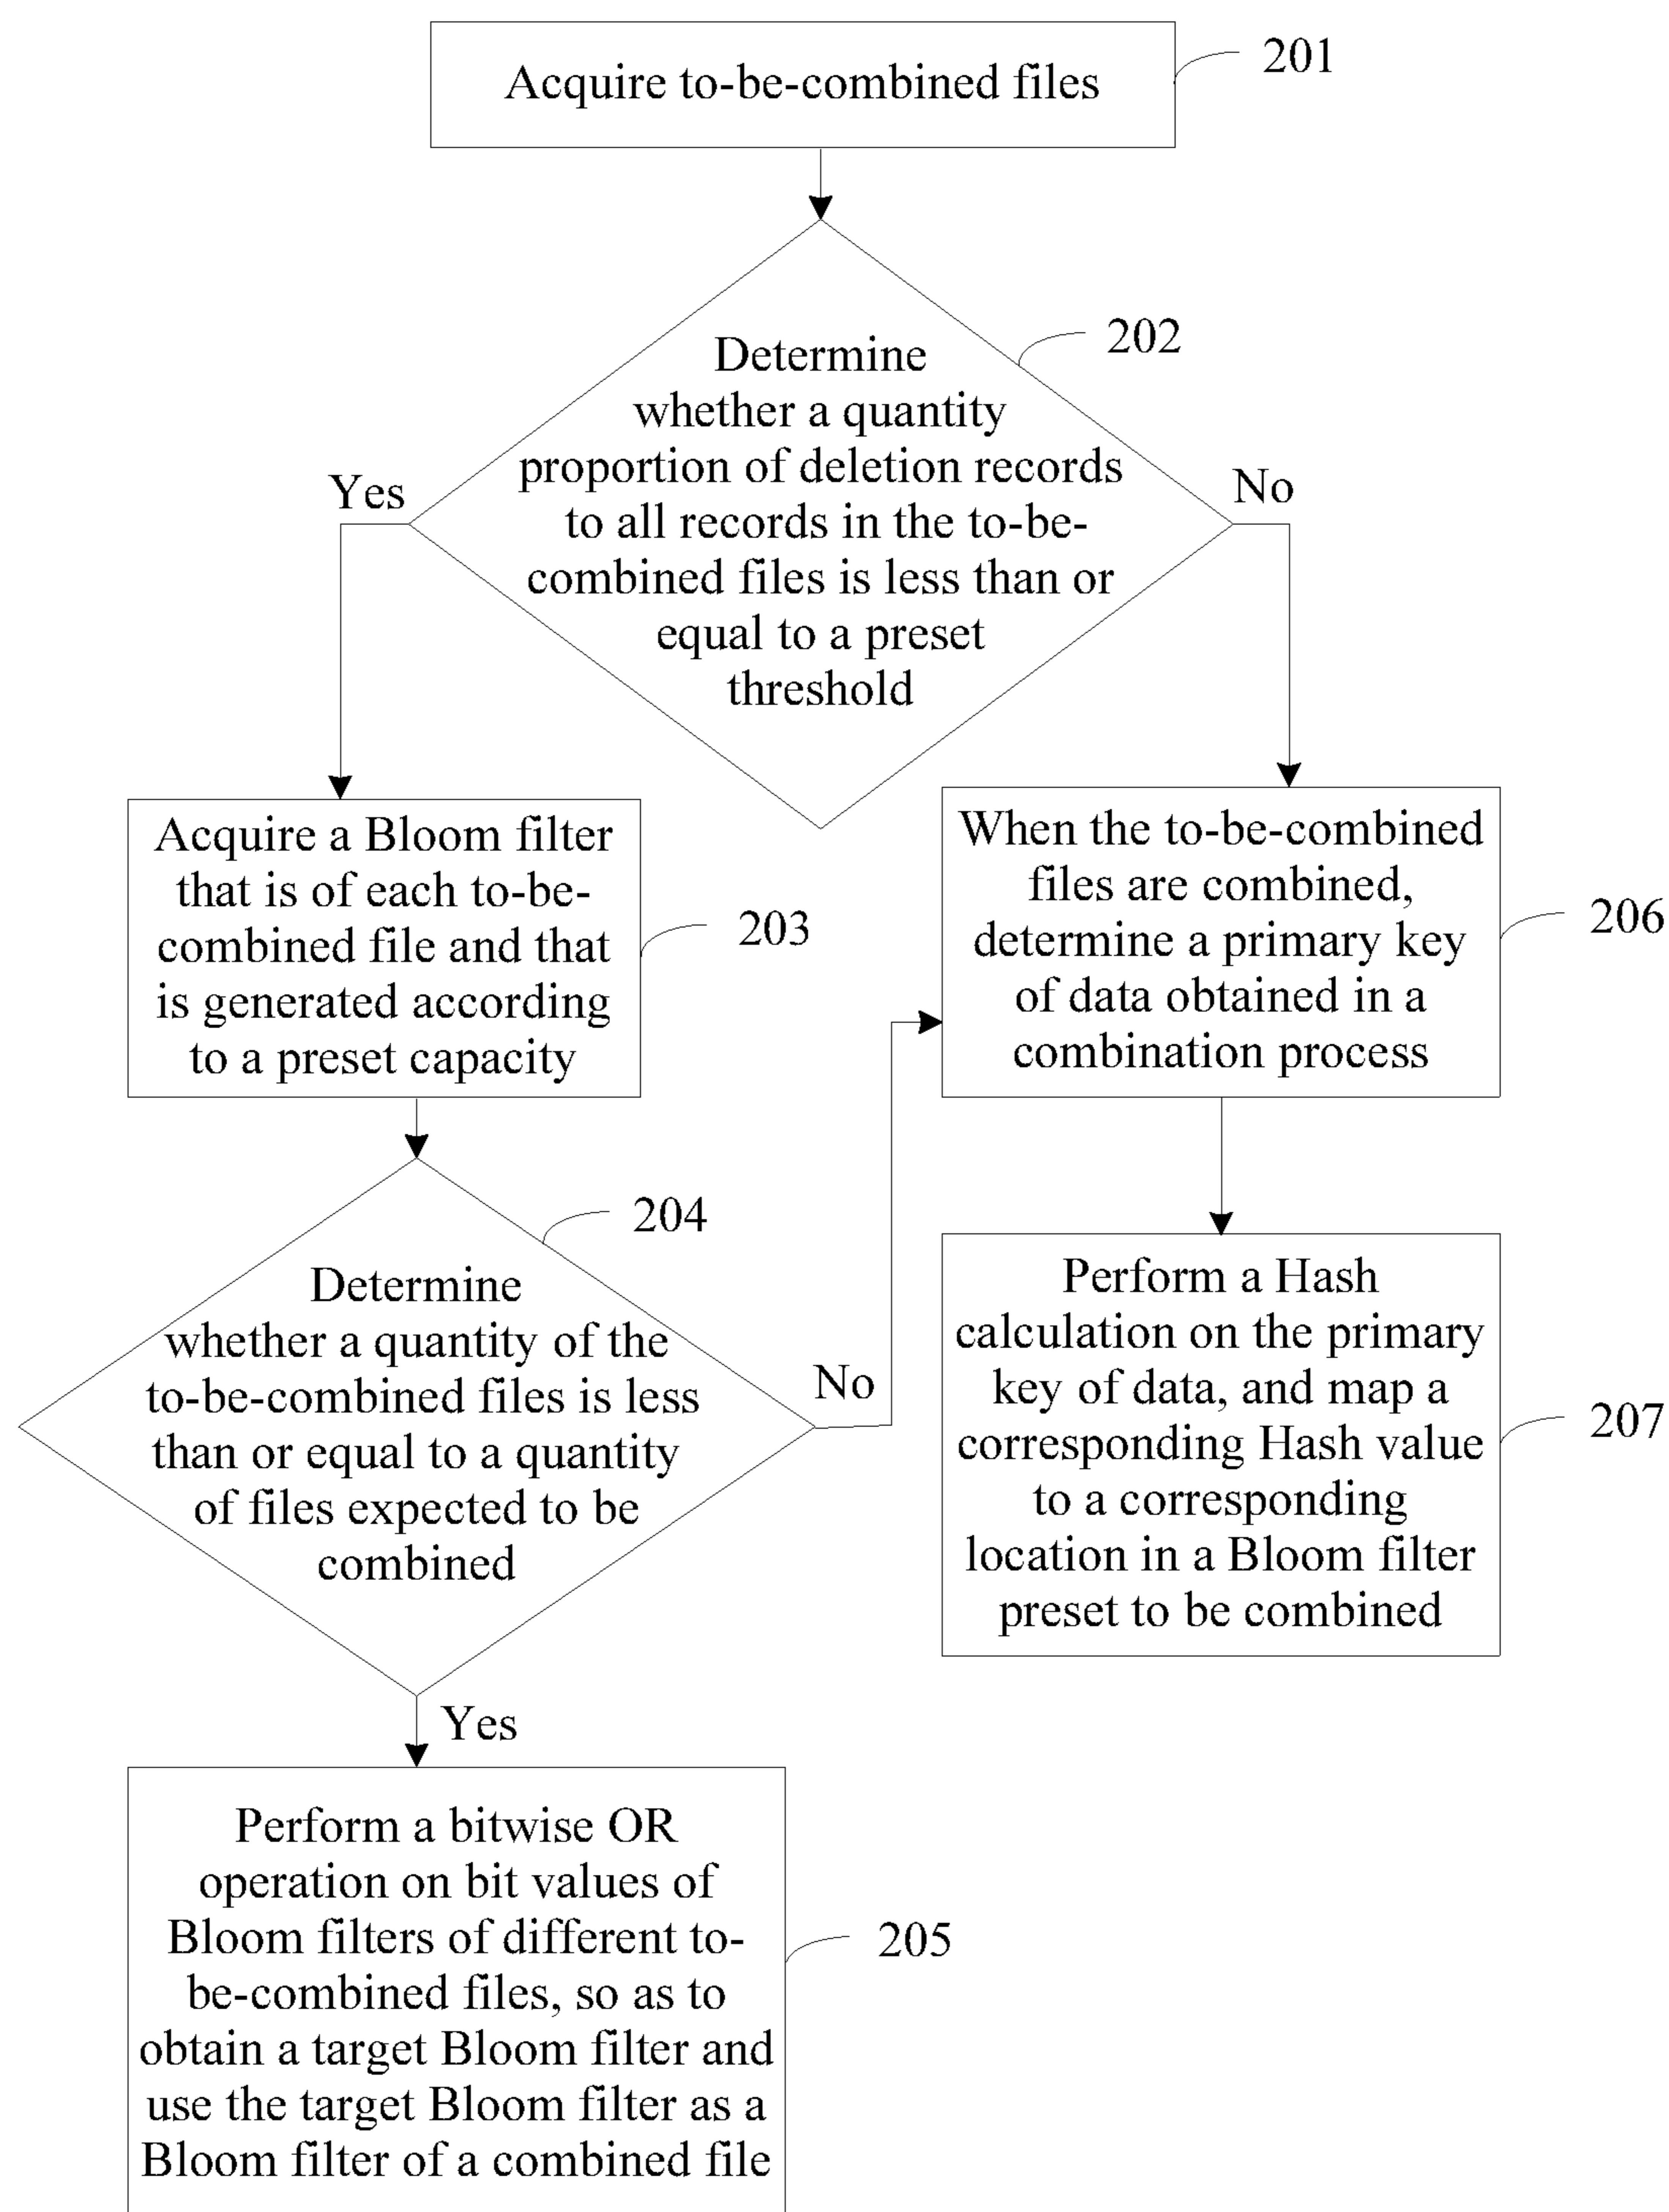 Acquire to-be-combined files
201
Determine
whether a quantity
proportion of deletion records
to all records in the to-be-
combined files is less than or
equal to a preset
threshold
202
Yes
No
Acquire a Bloom filter
that is of each to-be-
combined file and that
is generated according
to a preset capacity
203
When the to-be-combined
files are combined,
determine a primary key
of data obtained in a
combination process
206
Determine
whether a quantity of the
to-be-combined files is less
than or equal to a quantity
of files expected to be
combined
204
No
Yes
Perform a Hash
calculation on the primary
key of data, and map a
corresponding Hash value
to a corresponding
location in a Bloom filter
preset to be combined
207
Perform a bitwise OR
operation on bit values of
Bloom filters of different to-
be-combined files, so as to
obtain a target Bloom filter and
use the target Bloom filter as a
Bloom filter of a combined file
205